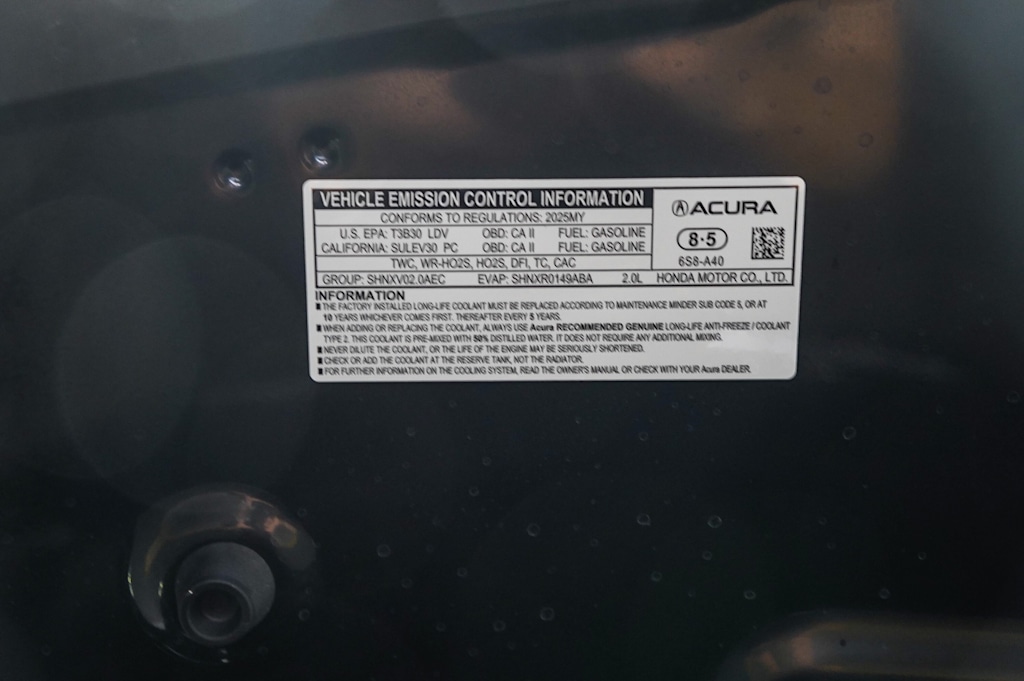 VEHICLE EMISSION CONTROL INFORMATION
CONFORMS TO REGULATIONS: 2025MY
U.S. EPA: T3B30 LDV OBD: CA II FUEL: GASOLINE
CALIFORNIA: SULEV30 PC OBD: CA II FUEL: GASOLINE
TWC, WR-HO2S, HO2S, DFI, TC, CAC
GROUP: SHNXV02.0AEC EVAP: SHNXR0149ABA 2.0L
ACURA
8·5
6S8-A40
HONDA MOTOR CO., LTD.
INFORMATION
■ THE FACTORY INSTALLED LONG-LIFE COOLANT MUST BE REPLACED ACCORDING TO MAINTENANCE MINDER SUB CODE 5, OR AT
10 YEARS WHICHEVER COMES FIRST. THEREAFTER EVERY 5 YEARS.
■ WHEN ADDING OR REPLACING THE COOLANT, ALWAYS USE Acura RECOMMENDED GENUINE LONG-LIFE ANTI-FREEZE / COOLANT
TYPE 2. THIS COOLANT IS PRE-MIXED WITH 50% DISTILLED WATER. IT DOES NOT REQUIRE ANY ADDITIONAL MIXING.
■ NEVER DILUTE THE COOLANT, OR THE LIFE OF THE ENGINE MAY BE SERIOUSLY SHORTENED.
■ CHECK OR ADD THE COOLANT AT THE RESERVE TANK, NOT THE RADIATOR.
■ FOR FURTHER INFORMATION ON THE COOLING SYSTEM, READ THE OWNER'S MANUAL OR CHECK WITH YOUR Acura DEALER.